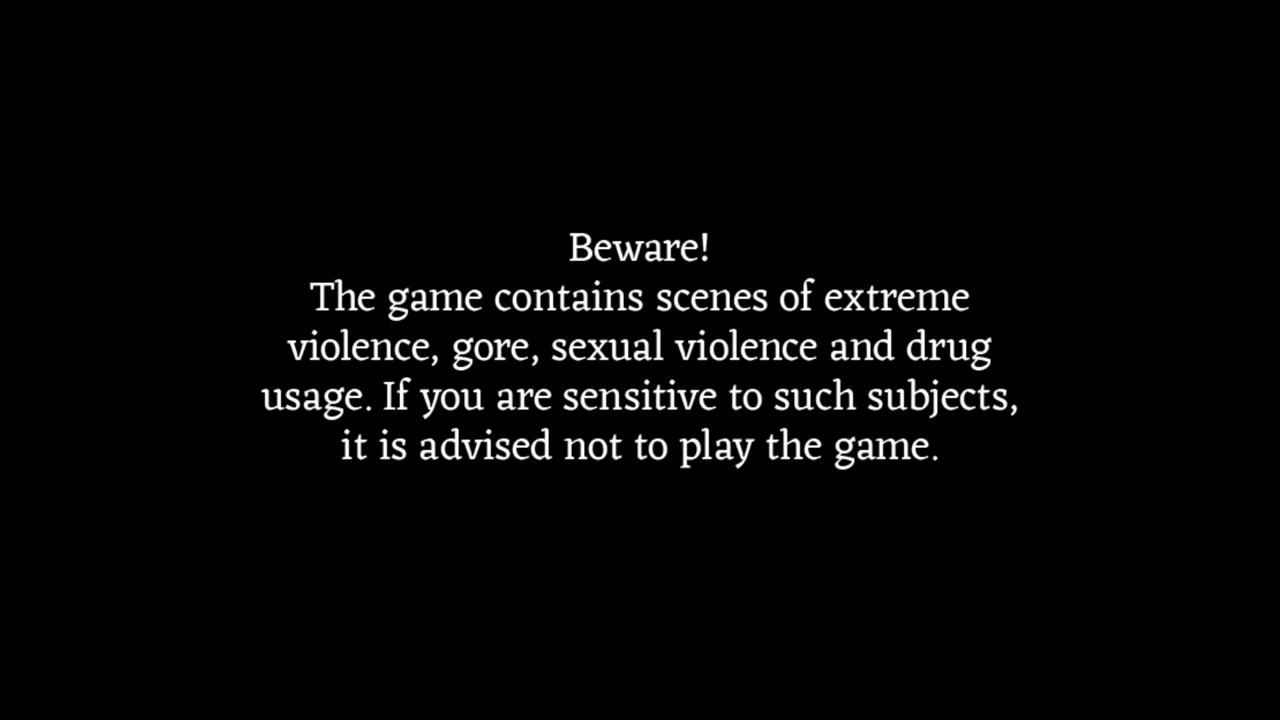 Beware!
The game contains scenes of extreme
violence, gore, sexual violence and drug
usage. If you are sensitive to such subjects,
it is advised not to play the game.